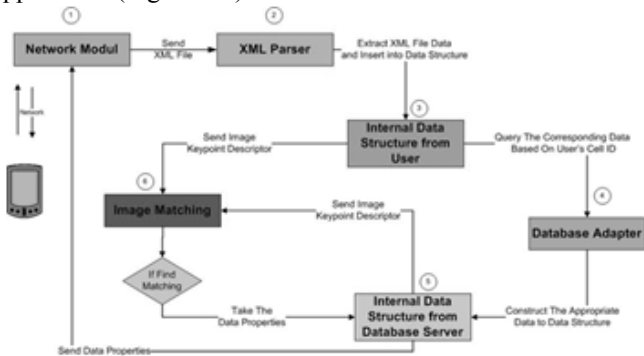 1
2
Network Modul
Send
XML File
XML Parser
Extract XML File Data
and Insert into Data Structure
Network
3
Internal Data
Structure from
User
Send Image
Keypoint Descriptor
Query The Corresponding Data
Based On User's Cell ID
4
6
Image Matching
Send Image
Keypoint Descriptor
Database Adapter
If Find
Matching
5
Take The
Data Properties
Internal Data
Structure from
Database Server
Construct The Appropriate
Data to Data Structure
Send Data Properties